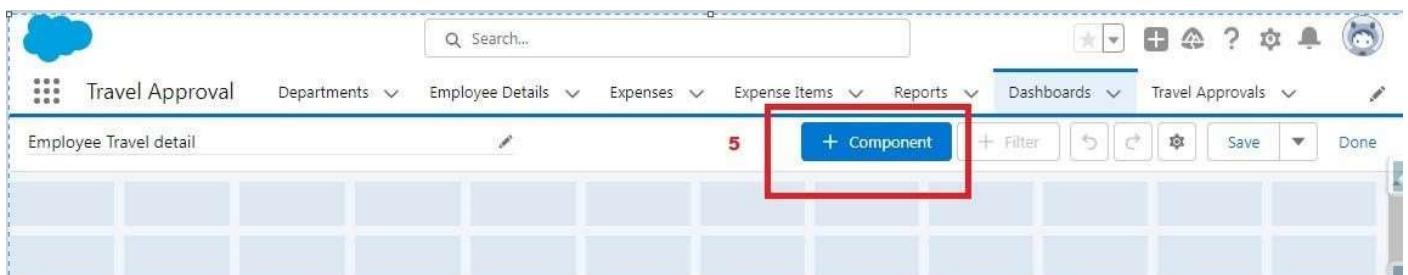 Search...
Travel Approval Departments Employee Details Expenses Expense Items Reports Dashboards Travel Approvals
Employee Travel detail 5 + Component + Filter Save Done